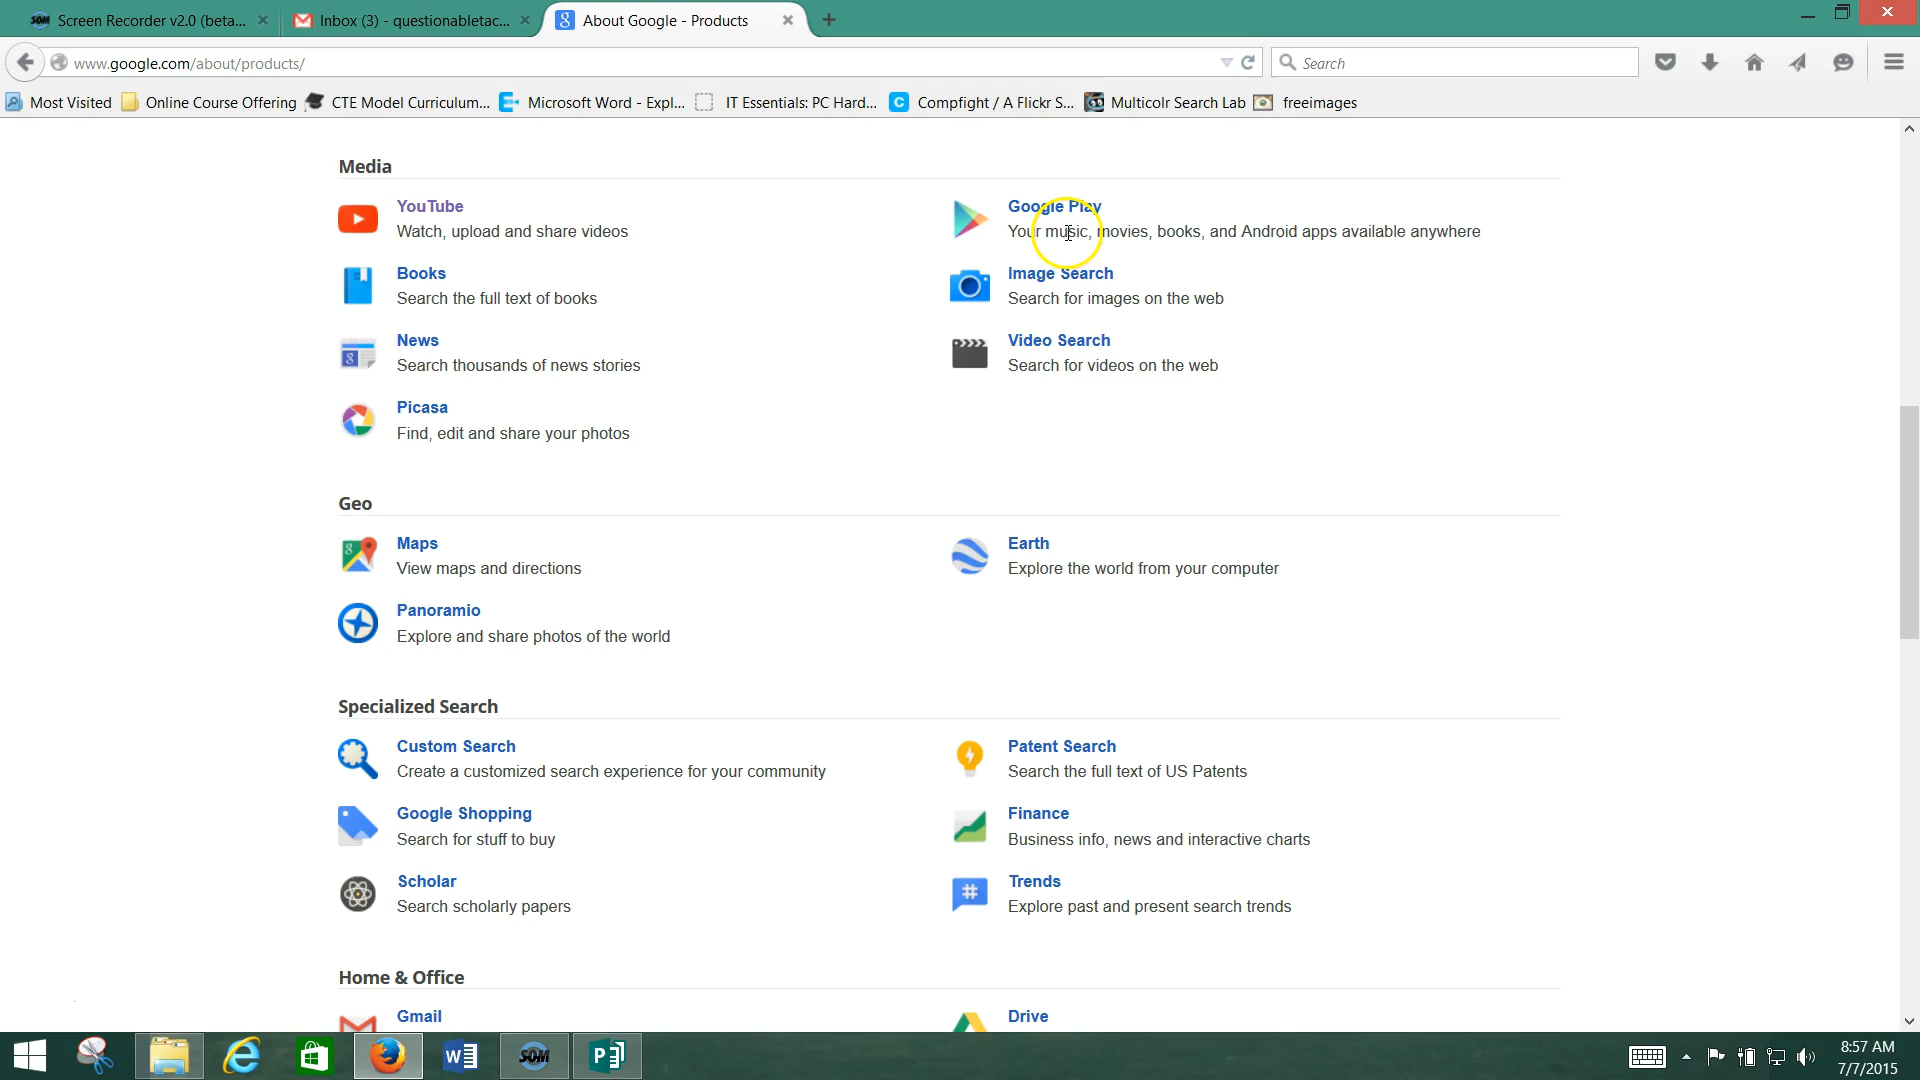 Screen Recorder v2.0 (beta...
Inbox (3) - questionabletac...
About Google - Products
www.google.com/about/products/
Search
Most Visited
Online Course Offering
CTE Model Curriculum...
Microsoft Word - Expl...
IT Essentials: PC Hard...
Compfight / A Flickr S...
Multicolr Search Lab
freeimages
Media
YouTube
Watch, upload and share videos
Google Play
Your music, movies, books, and Android apps available anywhere
Books
Search the full text of books
Image Search
Search for images on the web
News
Search thousands of news stories
Video Search
Search for videos on the web
Picasa
Find, edit and share your photos
Geo
Maps
View maps and directions
Earth
Explore the world from your computer
Panoramio
Explore and share photos of the world
Specialized Search
Custom Search
Create a customized search experience for your community
Patent Search
Search the full text of US Patents
Google Shopping
Search for stuff to buy
Finance
Business info, news and interactive charts
Scholar
Search scholarly papers
Trends
Explore past and present search trends
Home & Office
Gmail
Drive
SOM
8:57 AM
7/7/2015